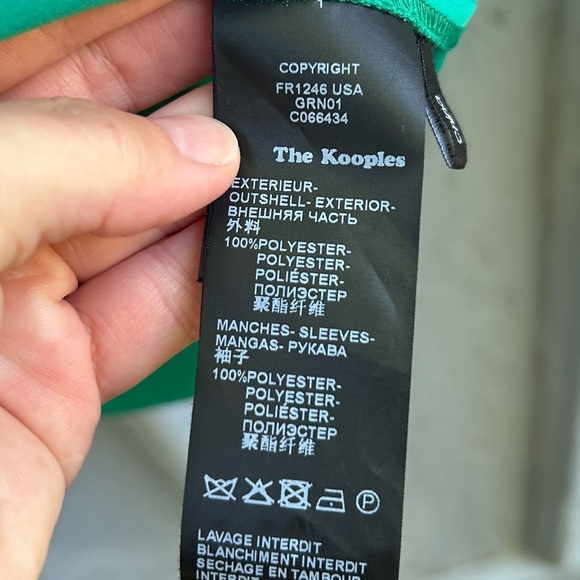 COPYRIGHT
FR1246 USA
GRN01
C066434
The Kooples
EXTERIEUR-
OUTSHELL- EXTERIOR-
ВНЕШНЯЯ ЧАСТЬ
外料
100%POLYESTER-
POLYESTER-
POLIÉSTER-
ПОЛИЭСТЕР
聚酯纤维
MANCHES- SLEEVES-
MANGAS- РУКАВА
袖子
100%POLYESTER-
POLYESTER-
POLIÉSTER-
ПОЛИЭСТЕР
聚酯纤维
P
LAVAGE INTERDIT
BLANCHIMENT INTERDIT
SECHAGE EN TAMBOUR
INTERDIT